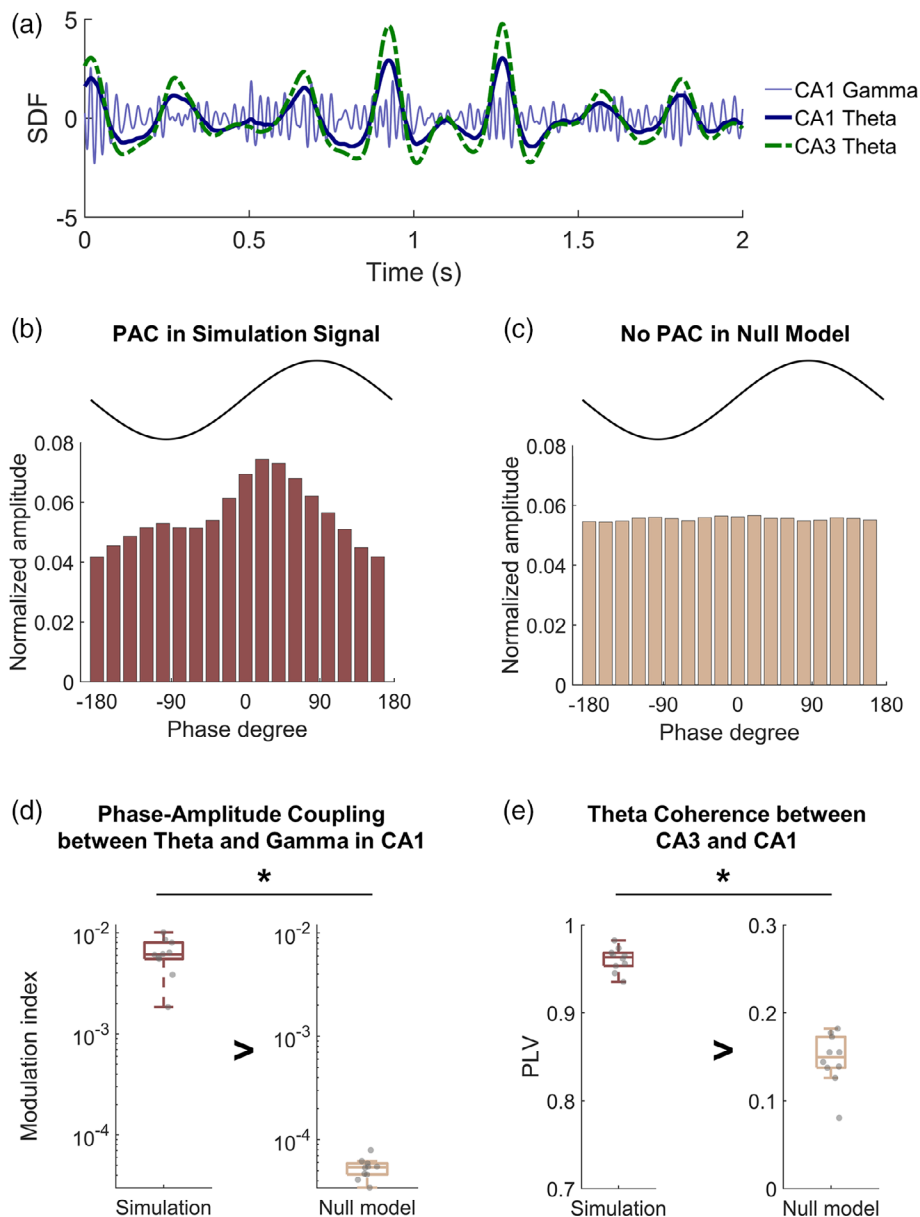 (a)
5
0
-5
SDF
0
0.5
1
1.5
2
Time (s)
CA1 Gamma
CA1 Theta
CA3 Theta
(b)
PAC in Simulation Signal
0.08
0.06
0.04
0.02
0
Normalized amplitude
-180
-90
0
90
180
Phase degree
(c)
No PAC in Null Model
0.08
0.06
0.04
0.02
0
Normalized amplitude
-180
-90
0
90
180
Phase degree
(d)
Phase-Amplitude Coupling
between Theta and Gamma in CA1
*
10⁻²
10⁻³
10⁻⁴
Modulation index
Simulation
>
10⁻²
10⁻³
10⁻⁴
Null model
(e)
Theta Coherence between
CA3 and CA1
*
1
0.9
0.8
0.7
PLV
Simulation
>
0.3
0.2
0.1
0
Null model